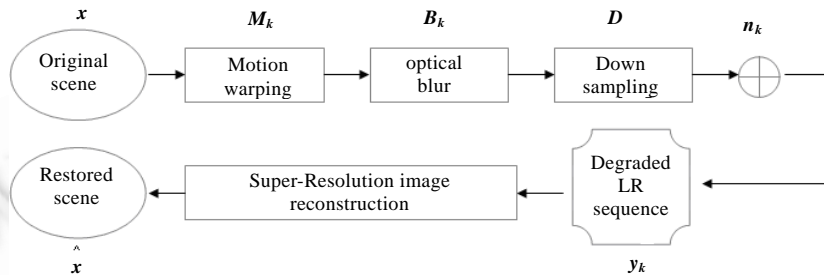 x M_k B_k D n_k
Original
scene
Motion
warping
optical
blur
Down
sampling
Restored
scene
Super-Resolution image
reconstruction
Degraded
LR
sequence
x̂
y_k